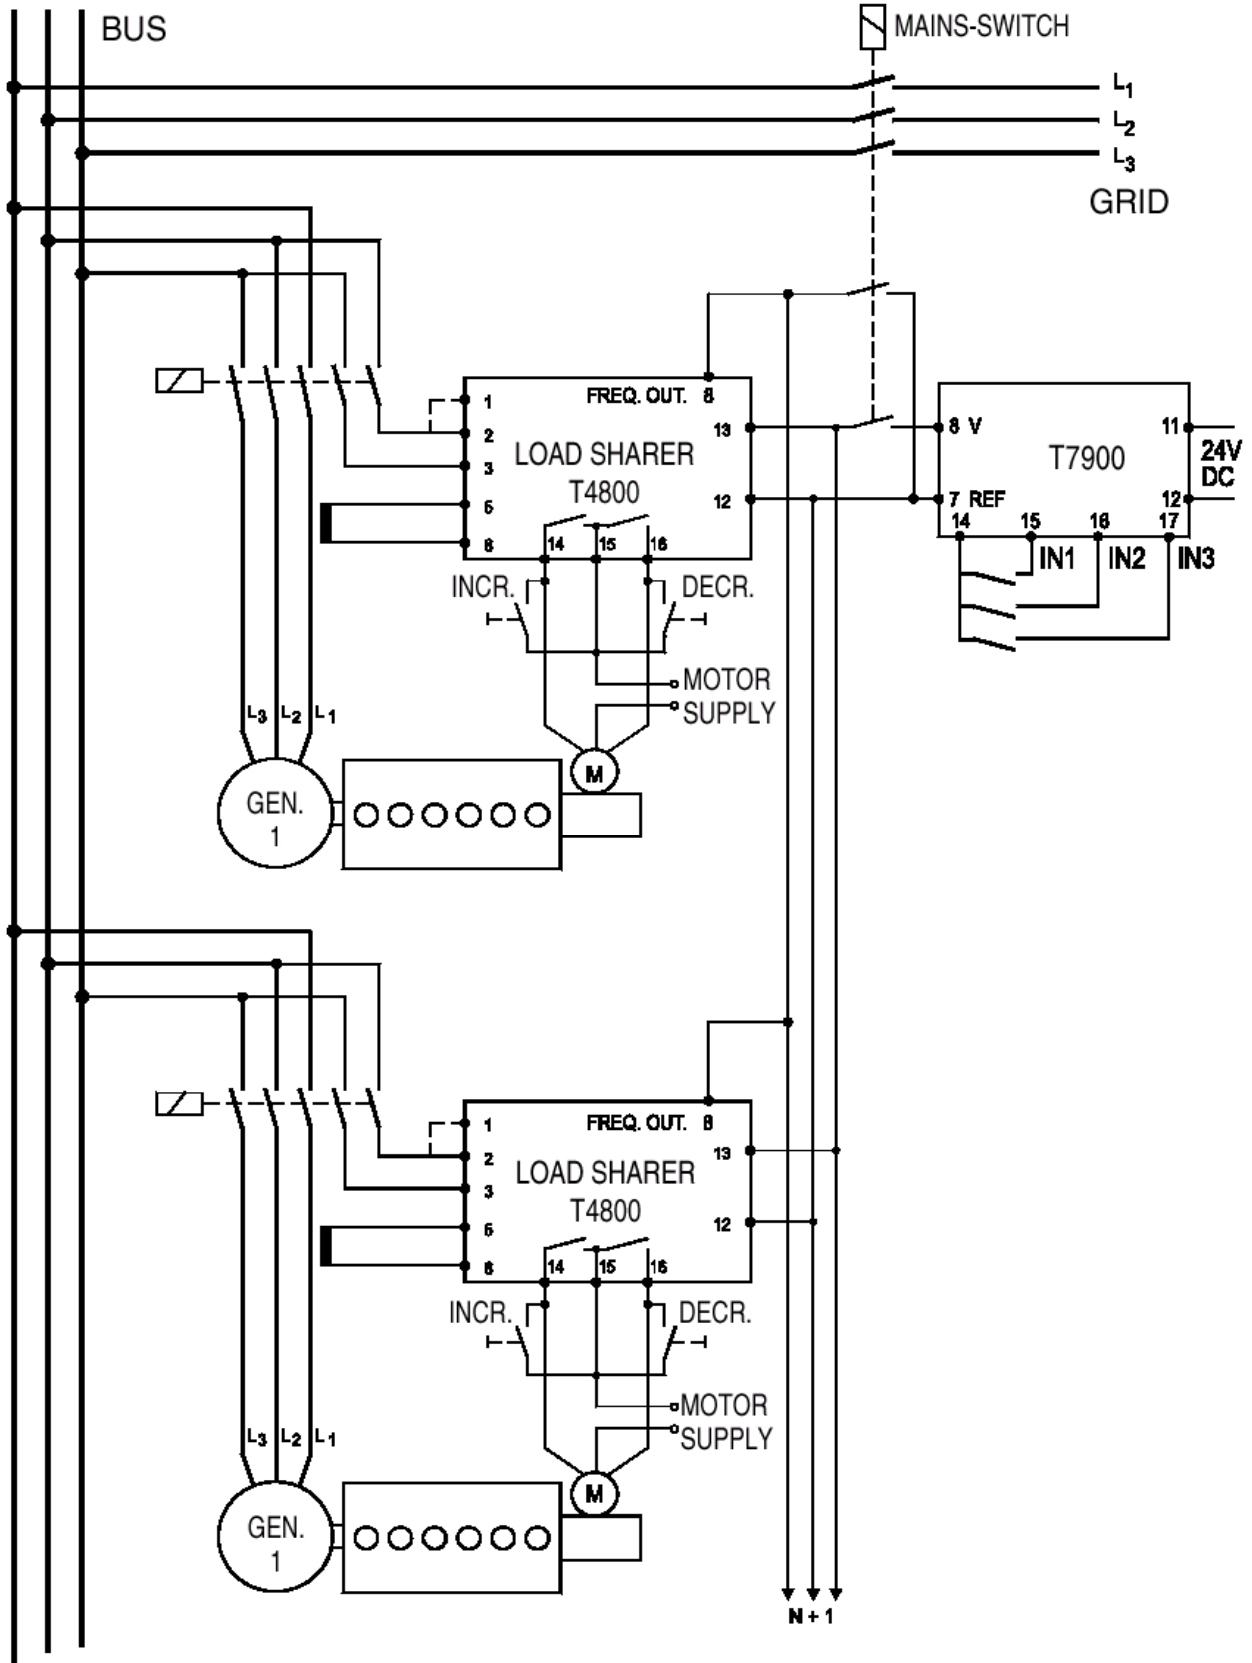 BUS
MAINS-SWITCH
L1
L2
L3
GRID
FREQ. OUT. 8
1
2
3
5
6
13
12
LOAD SHARER
T4800
14 15 16
8 V
7 REF
T7900
11
24V
DC
12
14 15 16 17
IN1 IN2 IN3
INCR. DECR.
MOTOR
SUPPLY
L3 L2 L1
M
GEN.
1
FREQ. OUT. 8
1
2
3
5
6
13
12
LOAD SHARER
T4800
14 15 16
INCR. DECR.
MOTOR
SUPPLY
L3 L2 L1
M
GEN.
1
N + 1